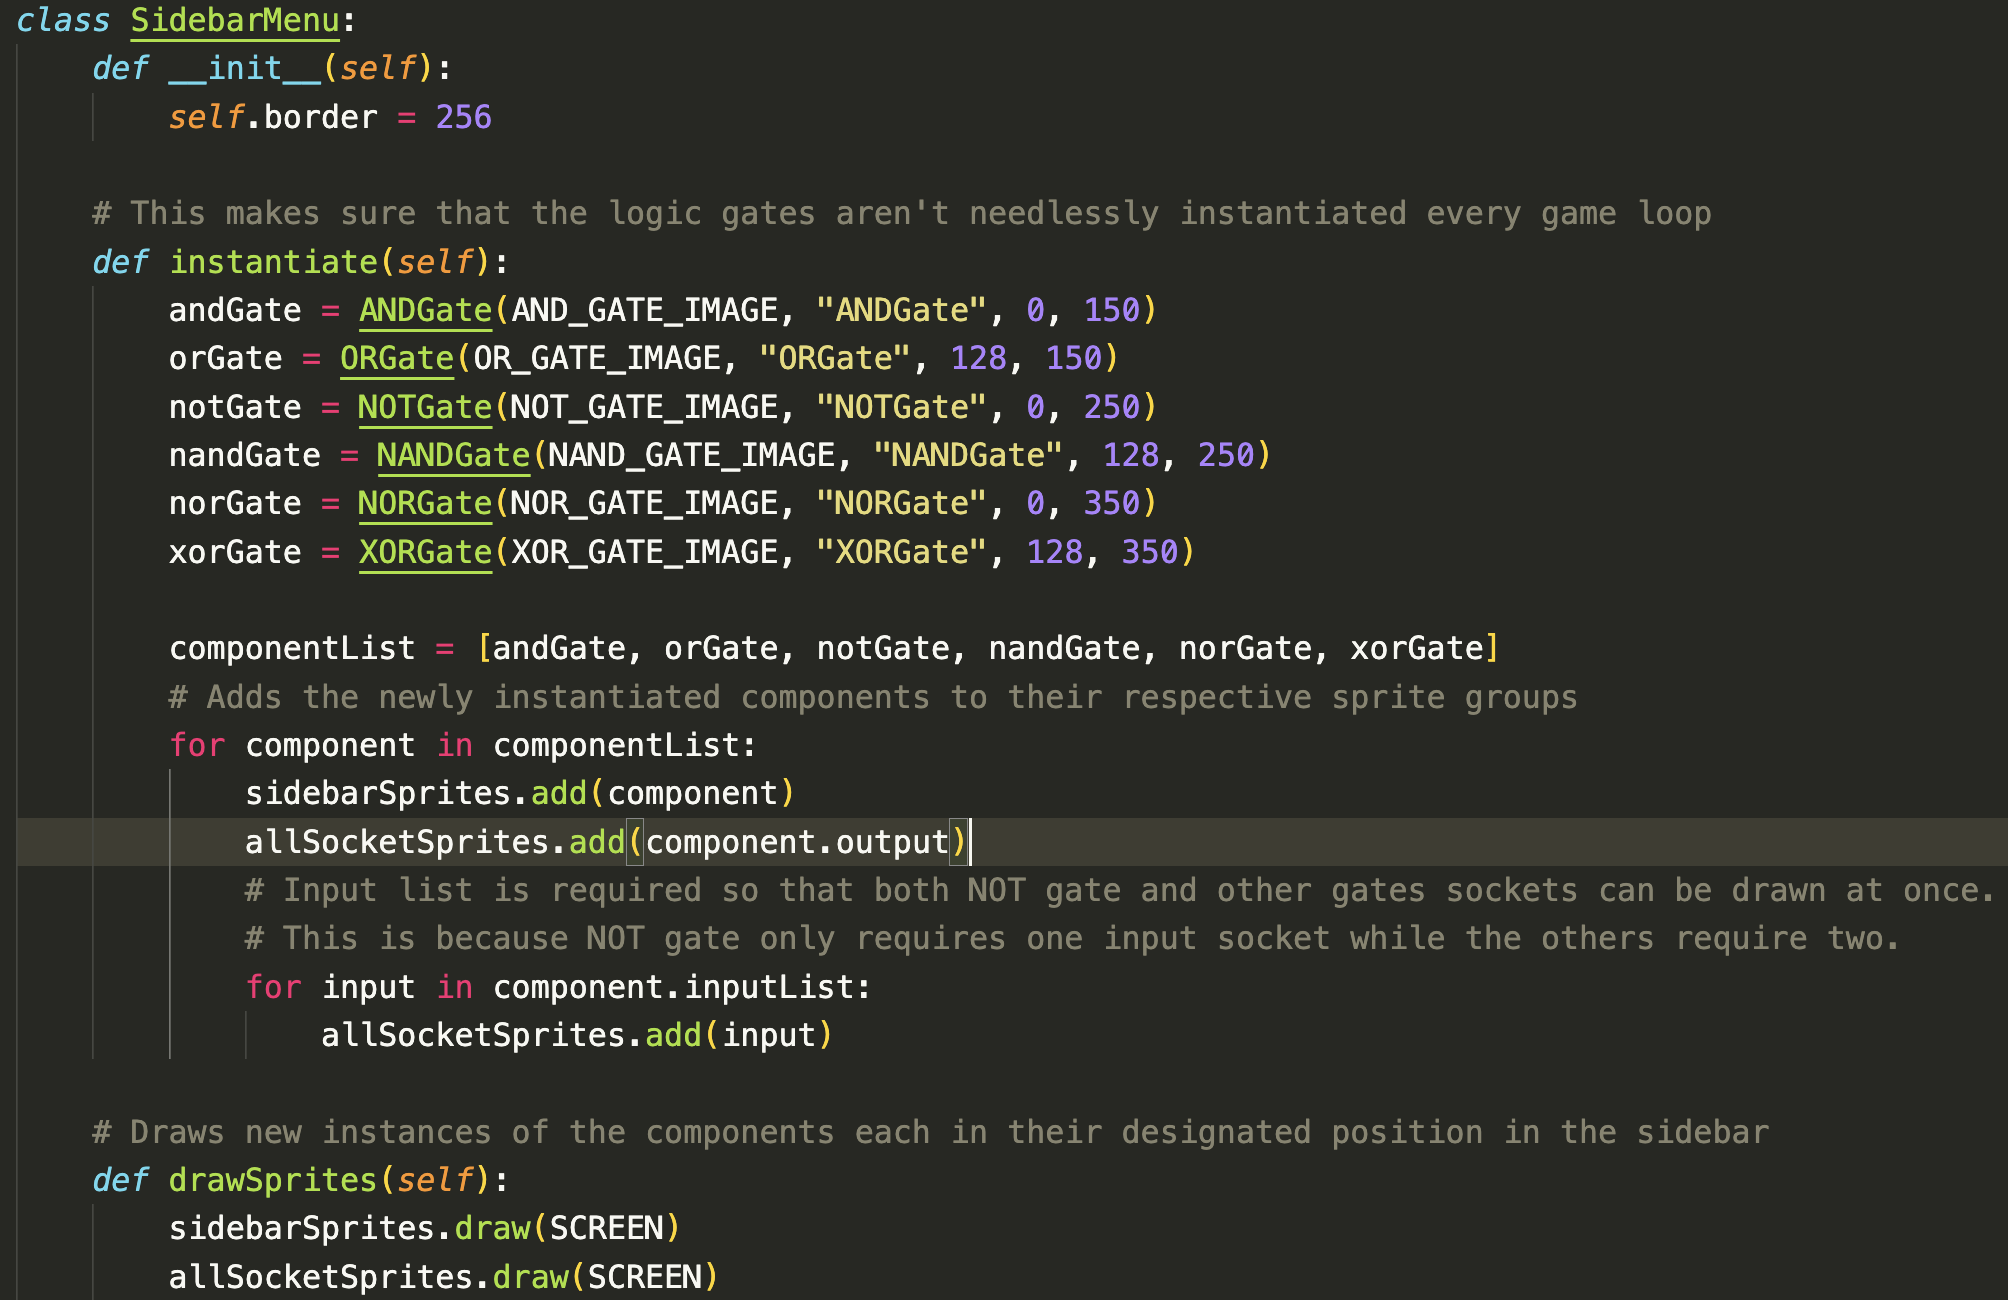 class SidebarMenu:
    def __init__(self):
        self.border = 256

    # This makes sure that the logic gates aren't needlessly instantiated every game loop
    def instantiate(self):
        andGate = ANDGate(AND_GATE_IMAGE, "ANDGate", 0, 150)
        orGate = ORGate(OR_GATE_IMAGE, "ORGate", 128, 150)
        notGate = NOTGate(NOT_GATE_IMAGE, "NOTGate", 0, 250)
        nandGate = NANDGate(NAND_GATE_IMAGE, "NANDGate", 128, 250)
        norGate = NORGate(NOR_GATE_IMAGE, "NORGate", 0, 350)
        xorGate = XORGate(XOR_GATE_IMAGE, "XORGate", 128, 350)

        componentList = [andGate, orGate, notGate, nandGate, norGate, xorGate]
        # Adds the newly instantiated components to their respective sprite groups
        for component in componentList:
            sidebarSprites.add(component)
            allSocketSprites.add(component.output)
            # Input list is required so that both NOT gate and other gates sockets can be drawn at once.
            # This is because NOT gate only requires one input socket while the others require two.
            for input in component.inputList:
                allSocketSprites.add(input)

    # Draws new instances of the components each in their designated position in the sidebar
    def drawSprites(self):
        sidebarSprites.draw(SCREEN)
        allSocketSprites.draw(SCREEN)